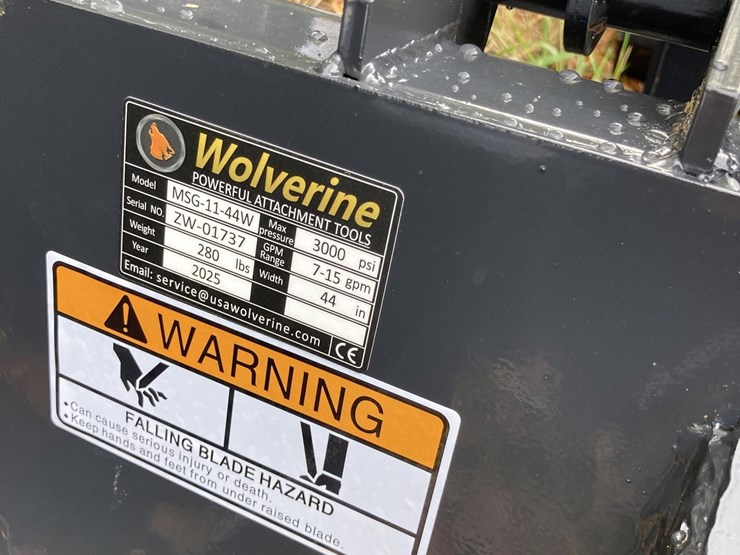 Wolverine
POWERFUL ATTACHMENT TOOLS
Model MSG-11-44W Max pressure 3000 psi
Serial NO. ZW-01737 GPM Range 7-15 gpm
Weight 280 lbs Width 44 in
Year 2025
Email: service@usawolverine.com CE
WARNING
FALLING BLADE HAZARD
•Can cause serious injury or death.
•Keep hands and feet from under raised blade.